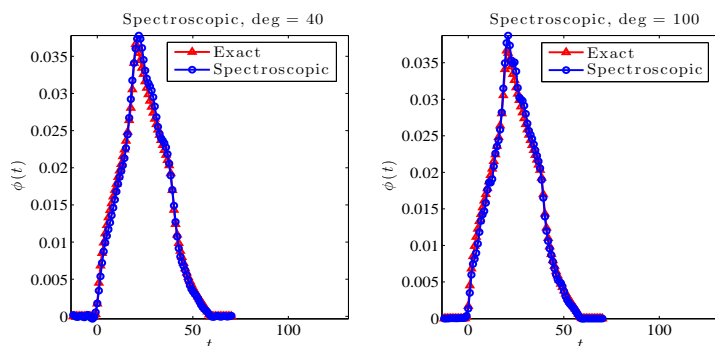 Spectroscopic, deg = 40
Spectroscopic, deg = 100
0.035
0.03
0.025
0.02
0.015
0.01
0.005
0
φ(t)
Exact
Spectroscopic
0
50
100
t
0.035
0.03
0.025
0.02
0.015
0.01
0.005
0
φ(t)
Exact
Spectroscopic
0
50
100
t